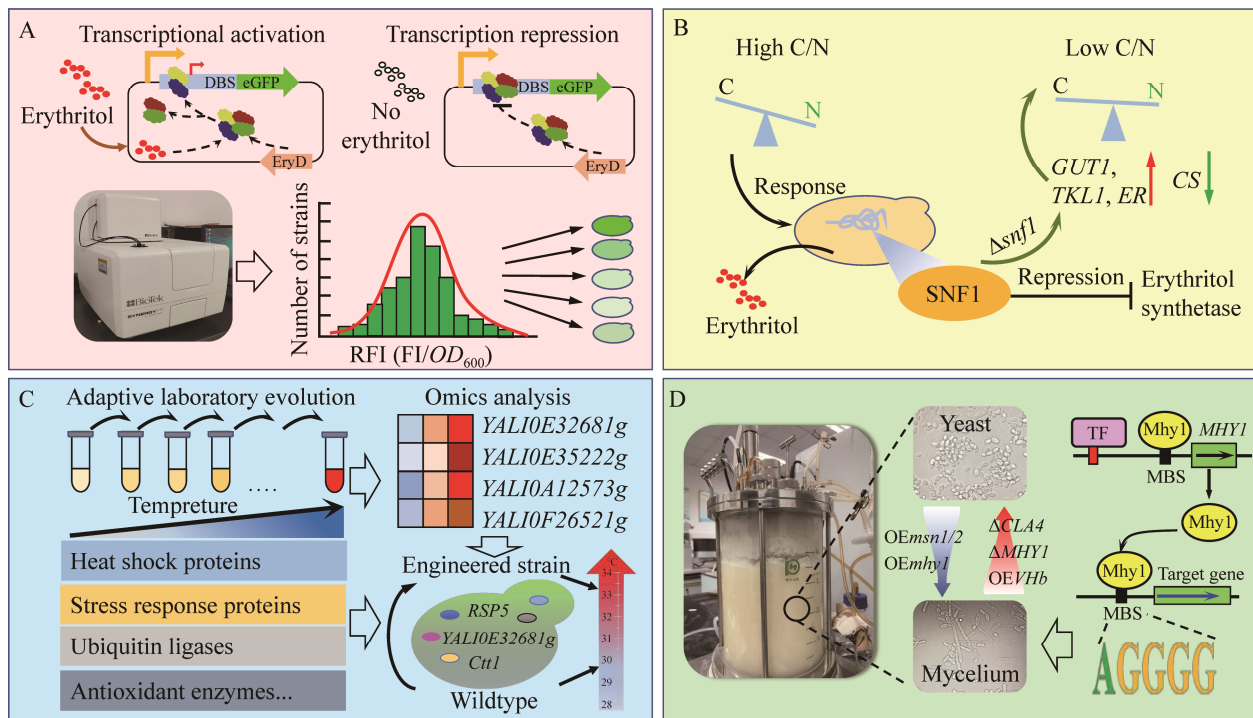 A
Transcriptional activation
Transcription repression
DBS
eGFP
DBS
eGFP
Erythritol
No
erythritol
EryD
EryD
BioTek
SYNERGY
Number of strains
RFI (FI/OD600)
B
High C/N
Low C/N
C
N
C
N
Response
GUT1,
TKL1, ER
CS
Δsnf1
SNF1
Repression
Erythritol
synthetase
Erythritol
C
Adaptive laboratory evolution
Omics analysis
YALI0E32681g
YALI0E35222g
YALI0A12573g
YALI0F26521g
Tempreture
....
Heat shock proteins
Stress response proteins
Ubiquitin ligases
Antioxidant enzymes...
Engineered strain
RSP5
YALI0E32681g
Ctt1
Wildtype
°C
34
33
32
31
30
29
28
D
Yeast
OEmsn1/2
OEmhy1
ΔCLA4
ΔMHY1
OEVHb
Mycelium
TF
Mhy1
MHY1
MBS
Mhy1
Mhy1
Target gene
MBS
AGGGG